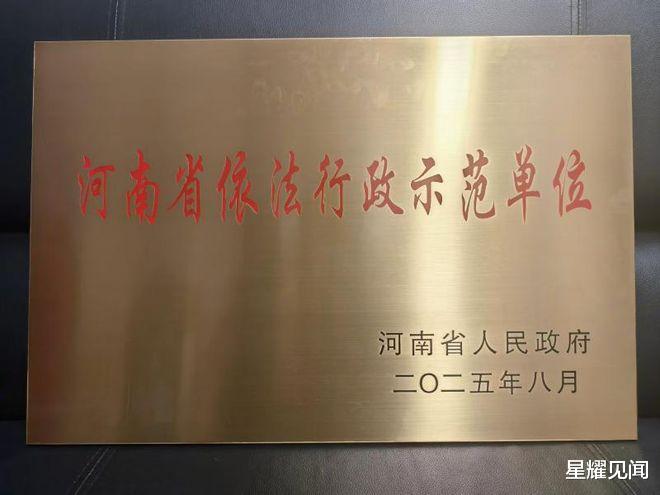 河南省依法行政示范单位
河南省人民政府
二〇二五年八月
星耀见闻